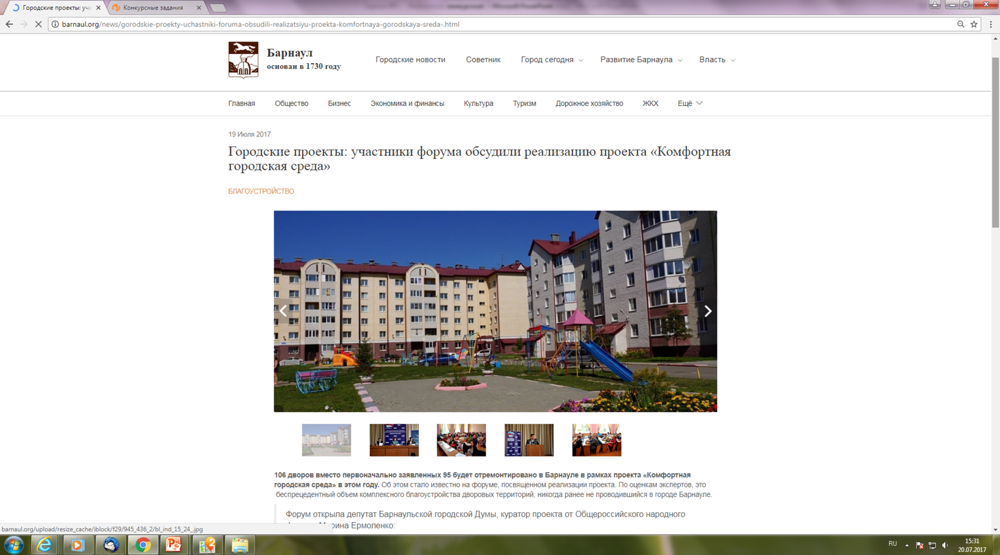 Городские проекты: уча
Конкурсные задания
barnaul.org/news/gorodskie-proekty-uchastniki-foruma-obsudili-realizatsiyu-proekta-komfortnaya-gorodskaya-sreda-.html
Барнаул
основан в 1730 году
Городские новости Советник Город сегодня Развитие Барнаула Власть
Главная Общество Бизнес Экономика и финансы Культура Туризм Дорожное хозяйство ЖКХ Ещё
19 Июля 2017
Городские проекты: участники форума обсудили реализацию проекта «Комфортная
городская среда»
БЛАГОУСТРОЙСТВО
106 дворов вместо первоначально заявленных 95 будет отремонтировано в Барнауле в рамках проекта «Комфортная
городская среда» в этом году. Об этом стало известно на форуме, посвященном реализации проекта. По оценкам экспертов, это
беспрецедентный объем комплексного благоустройства дворовых территорий, никогда ранее не проводившийся в городе Барнауле.
Форум открыла депутат Барнаульской городской Думы, куратор проекта от Общероссийского народного
Ермоленко:
barnaul.org/upload/resize_cache/iblock/f29/945_436_2/bl_ind_15_24_.jpg
RU
15:31
20.07.2017